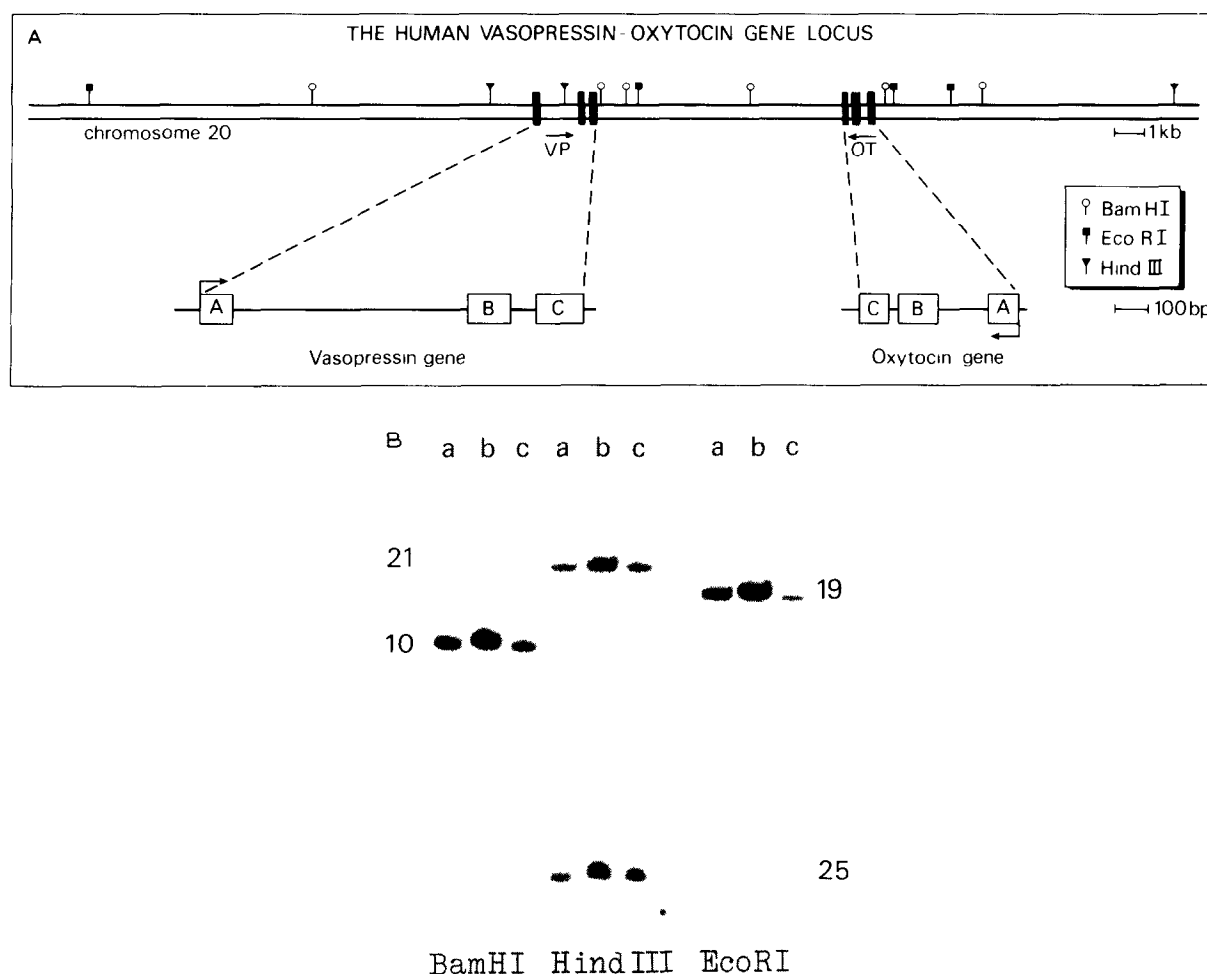 A THE HUMAN VASOPRESSIN-OXYTOCIN GENE LOCUS
chromosome 20
VP
OT
1kb
Bam HI
Eco RI
Hind III
A B C
C B A
100bp
Vasopressin gene
Oxytocin gene
B a b c a b c a b c
21
19
10
25
BamHI HindIII EcoRI